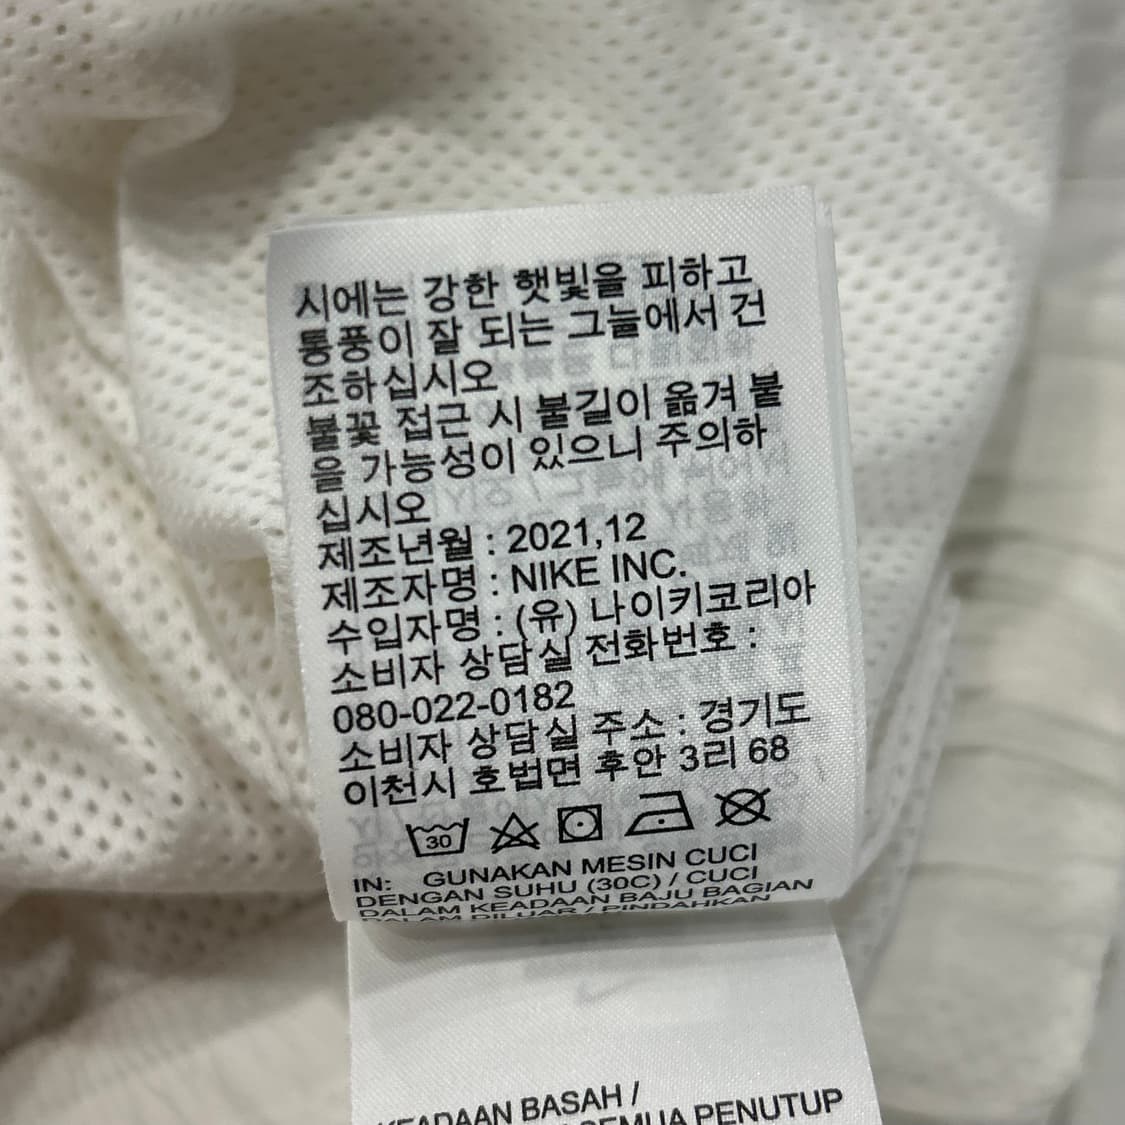 시에는 강한 햇빛을 피하고
통풍이 잘 되는 그늘에서 건
조하십시오
불꽃 접근 시 불길이 옮겨 붙
을 가능성이 있으니 주의하
십시오
제조년월 : 2021,12
제조자명 : NIKE INC.
수입자명 : (유) 나이키코리아
소비자 상담실 전화번호 :
080-022-0182
소비자 상담실 주소 : 경기도
이천시 호법면 후안 3리 68
30
IN: GUNAKAN MESIN CUCI
DENGAN SUHU (30C) / CUCI
DALAM KEADAAN BAJU BAGIAN
DALAM DILUAR / PINDAHKAN
KEADAAN BASAH /
SEMUA PENUTUP